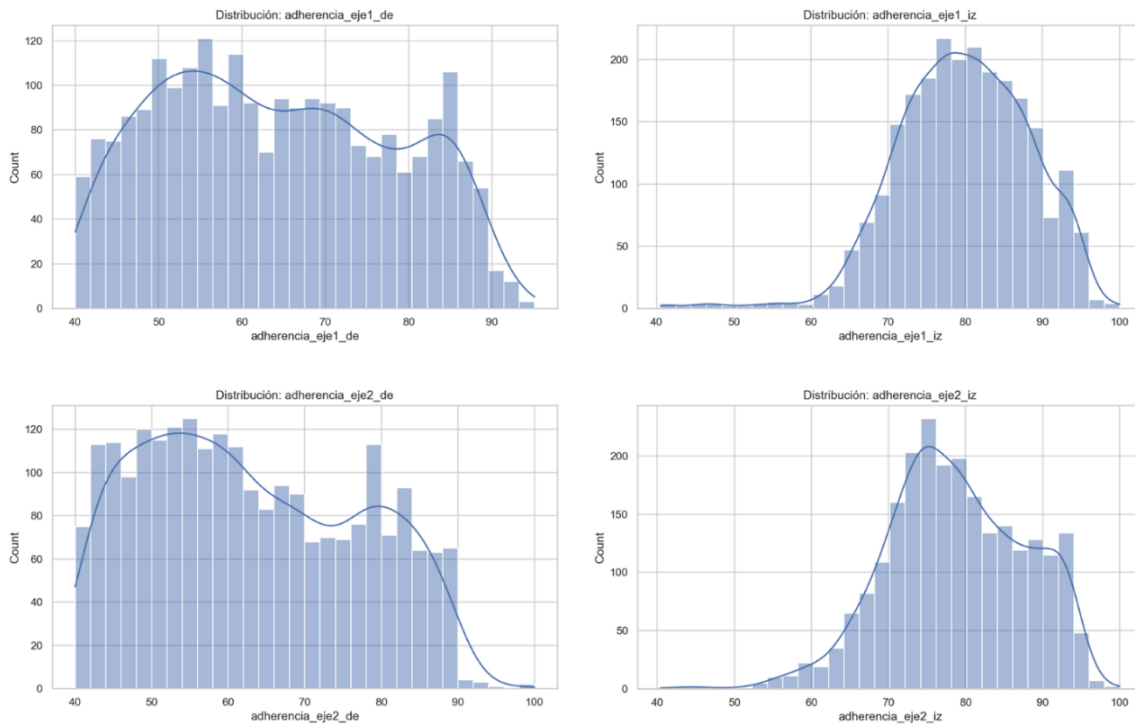 Distribución: adherencia_eje1_de
120
100
80
60
40
20
0
Count
40 50 60 70 80 90
adherencia_eje1_de
Distribución: adherencia_eje1_iz
200
150
100
50
0
Count
40 50 60 70 80 90 100
adherencia_eje1_iz
Distribución: adherencia_eje2_de
120
100
80
60
40
20
0
Count
40 50 60 70 80 90 100
adherencia_eje2_de
Distribución: adherencia_eje2_iz
200
150
100
50
0
Count
40 50 60 70 80 90 100
adherencia_eje2_iz